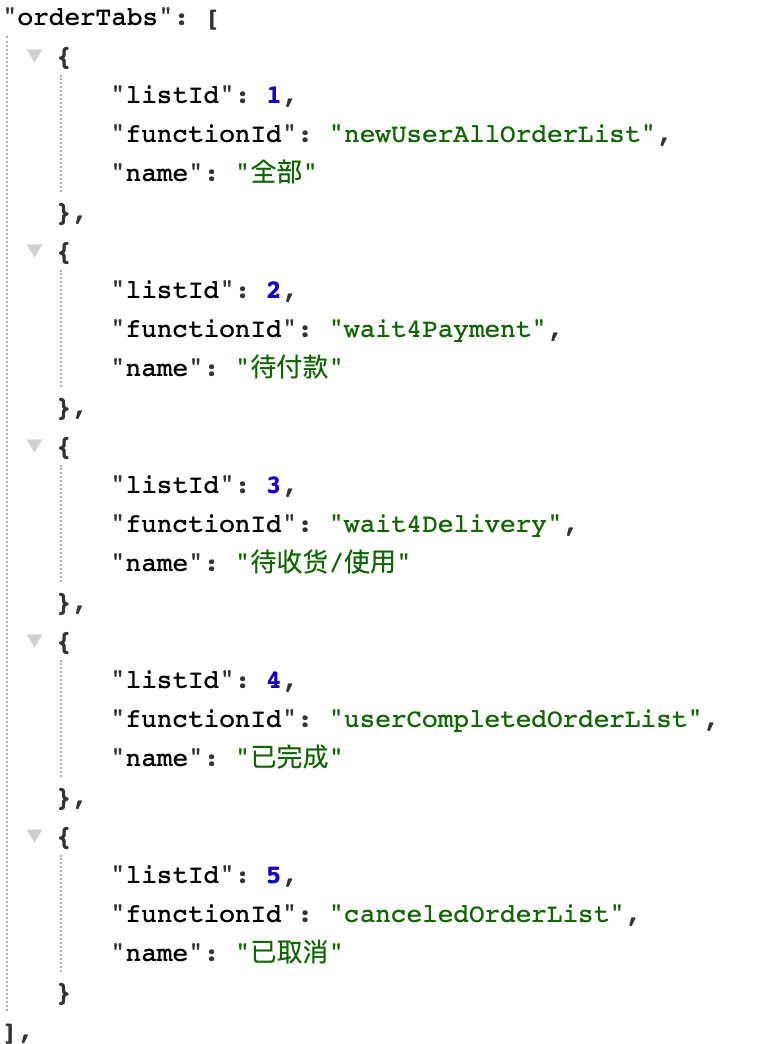 "orderTabs": [
{
"listId": 1,
"functionId": "newUserAllOrderList",
"name": "全部"
},
{
"listId": 2,
"functionId": "wait4Payment",
"name": "待付款"
},
{
"listId": 3,
"functionId": "wait4Delivery",
"name": "待收货/使用"
},
{
"listId": 4,
"functionId": "userCompletedOrderList",
"name": "已完成"
},
{
"listId": 5,
"functionId": "canceledOrderList",
"name": "已取消"
}
],